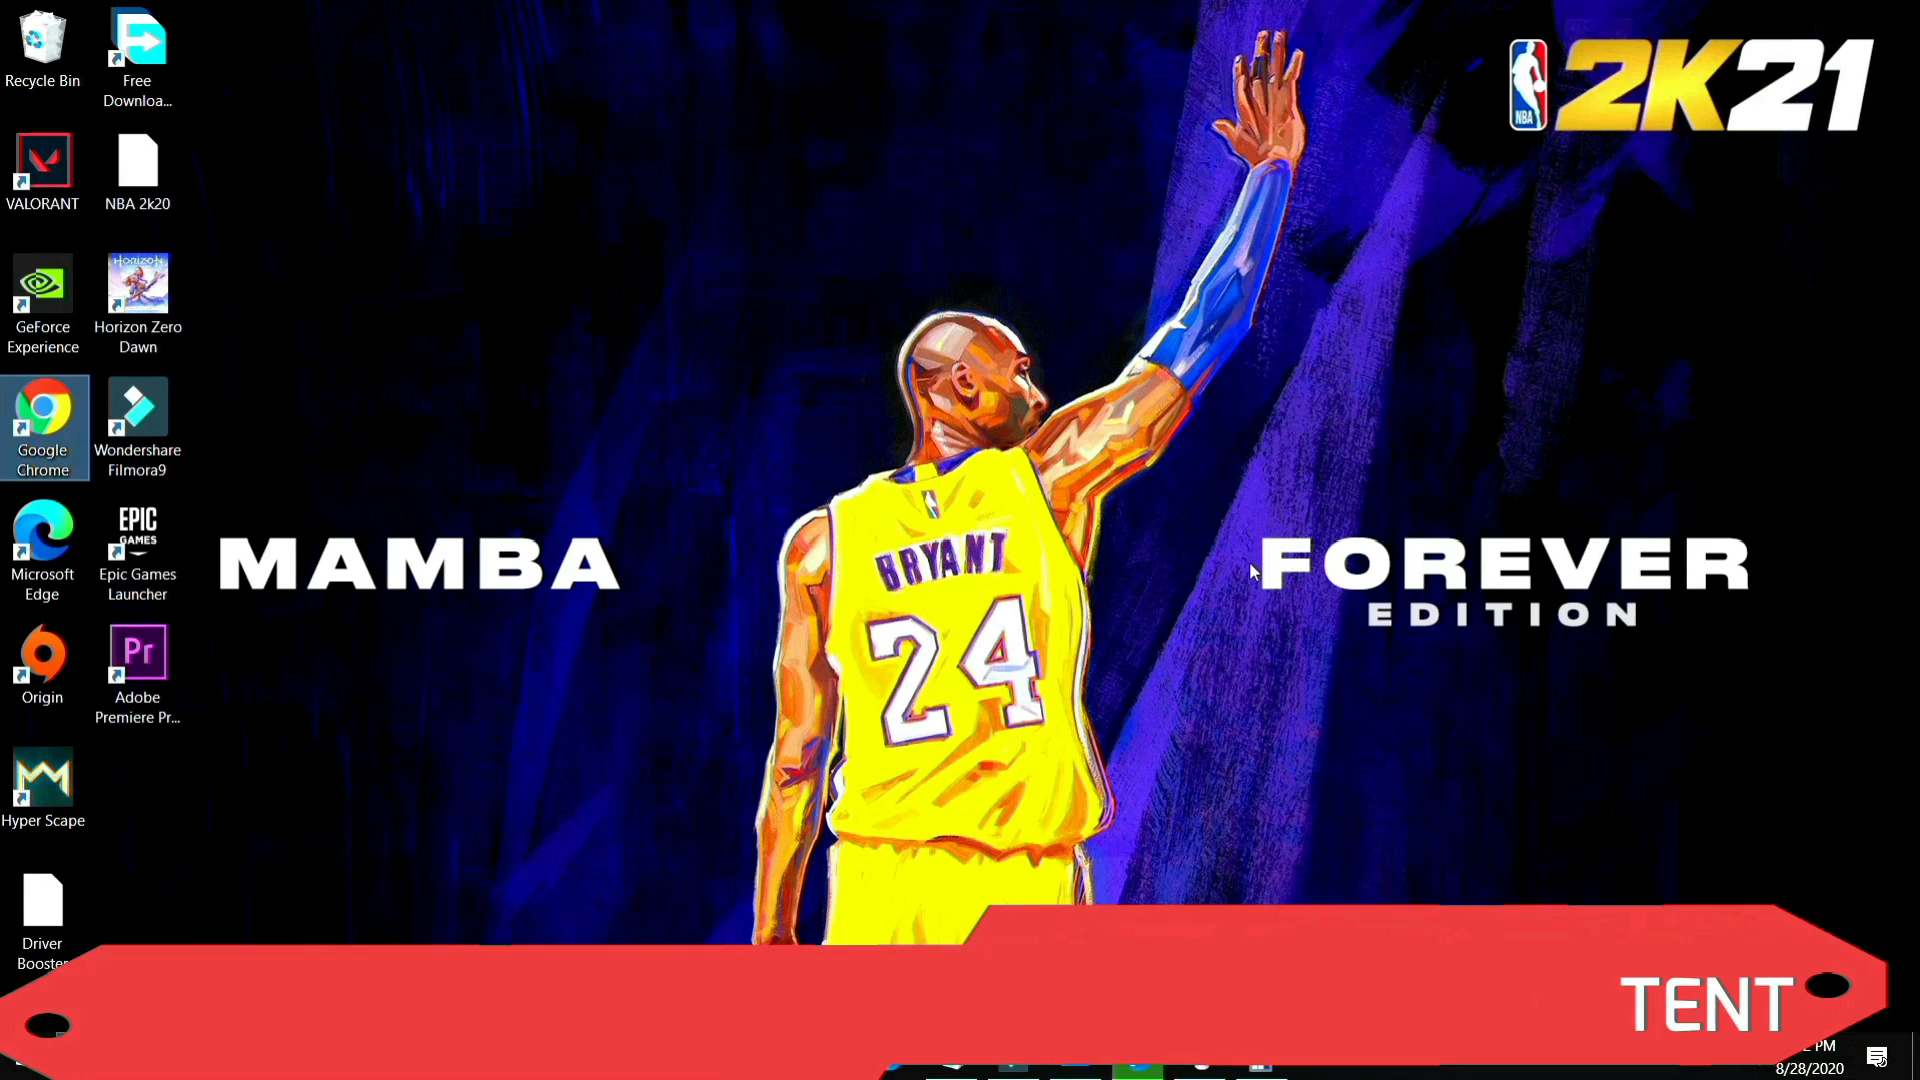 Recycle Bin
Free
Downloa...
VALORANT
NBA 2k20
GeForce
Experience
HORIZON
Horizon Zero
Dawn
Google
Chrome
Wondershare
Filmora9
Microsoft
Edge
EPIC
GAMES
Epic Games
Launcher
Origin
Pr
Adobe
Premiere Pr...
Hyper Scape
Driver
Booster
NBA
2K21
MAMBA
FOREVER
EDITION
BRYANT
24
TENT
PM
8/28/2020